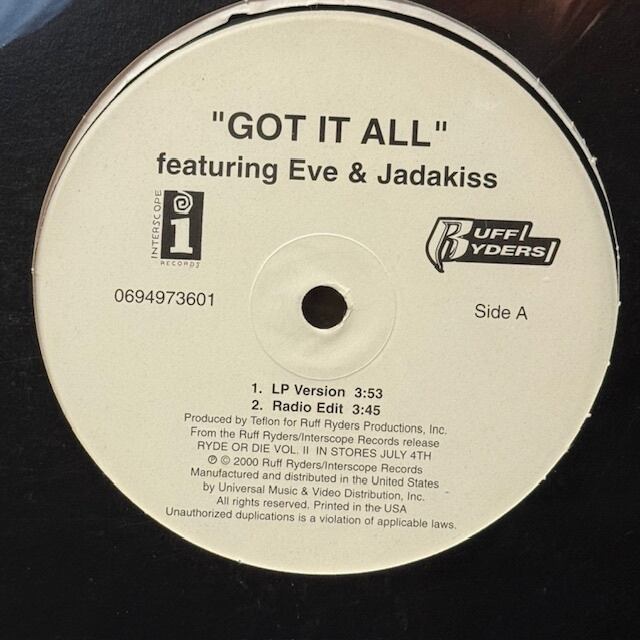 "GOT IT ALL"
featuring Eve & Jadakiss
INTERSCOPE
RECORDS
RUFF
RYDERS
0694973601
Side A
1. LP Version 3:53
2. Radio Edit 3:45
Produced by Teflon for Ruff Ryders Productions, Inc.
From the Ruff Ryders/Interscope Records release
RYDE OR DIE VOL. II IN STORES JULY 4TH
℗ © 2000 Ruff Ryders/Interscope Records
Manufactured and distributed in the United States
by Universal Music & Video Distribution, Inc.
All rights reserved. Printed in the USA
Unauthorized duplications is a violation of applicable laws.